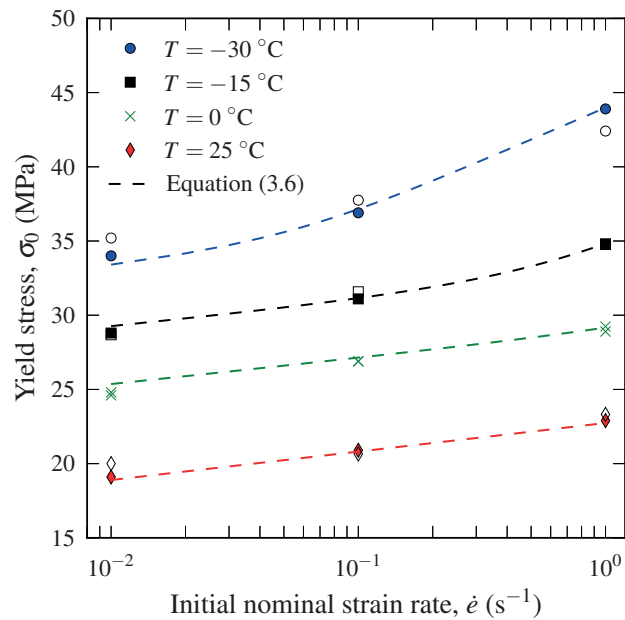 50
45
40
35
30
25
20
15
Yield stress, σ₀ (MPa)
T = −30 °C
T = −15 °C
T = 0 °C
T = 25 °C
Equation (3.6)
10⁻² 10⁻¹ 10⁰
Initial nominal strain rate, ė (s⁻¹)